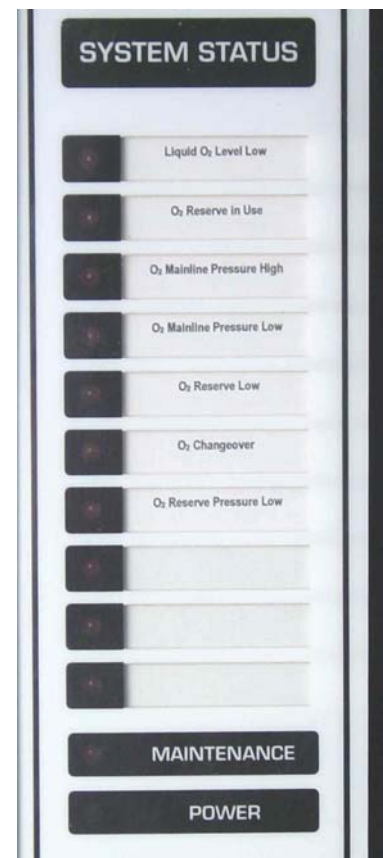 SYSTEM STATUS
Liquid O₂ Level Low
O₂ Reserve in Use
O₂ Mainline Pressure High
O₂ Mainline Pressure Low
O₂ Reserve Low
O₂ Changeover
O₂ Reserve Pressure Low
MAINTENANCE
POWER